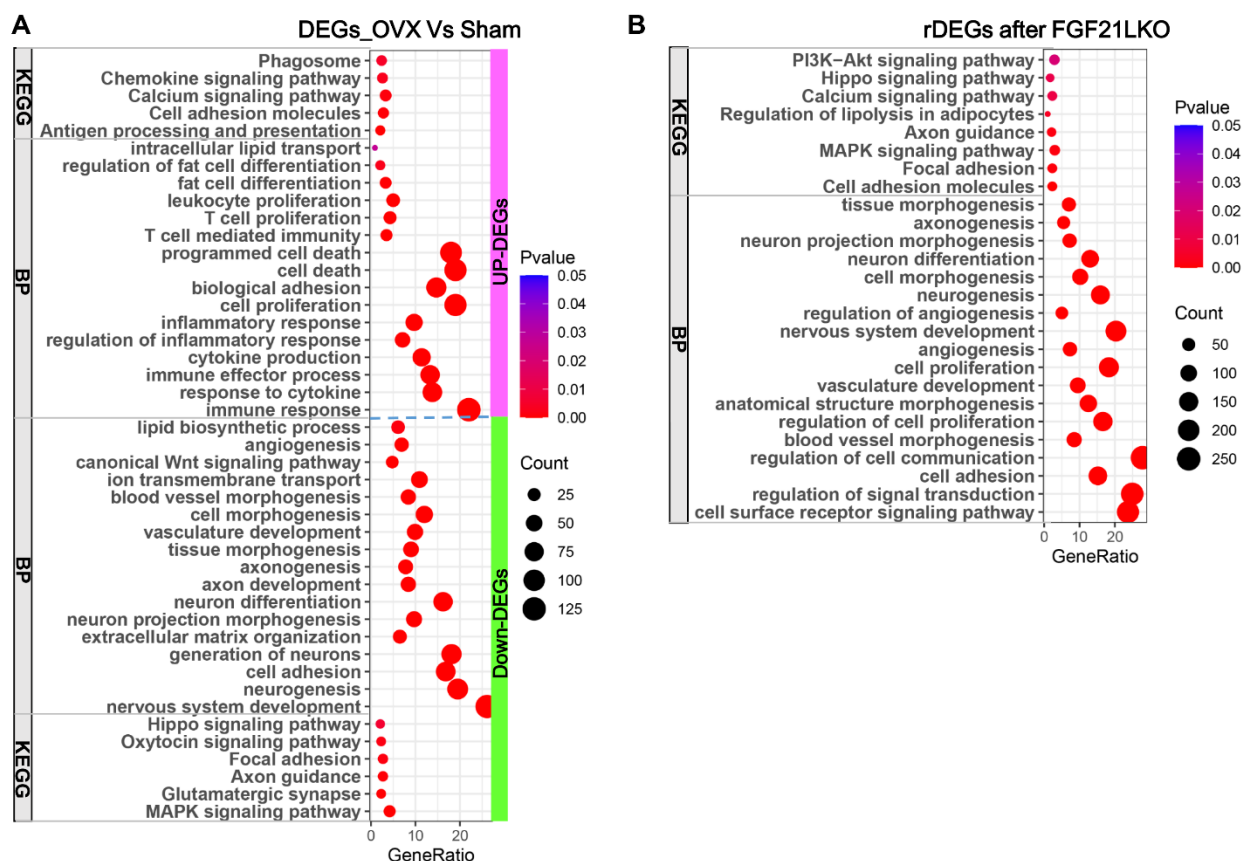 A
DEGs_OVX Vs Sham
KEGG
Phagosome
Chemokine signaling pathway
Calcium signaling pathway
Cell adhesion molecules
Antigen processing and presentation
BP
intracellular lipid transport
regulation of fat cell differentiation
fat cell differentiation
leukocyte proliferation
T cell proliferation
T cell mediated immunity
programmed cell death
cell death
biological adhesion
cell proliferation
inflammatory response
regulation of inflammatory response
cytokine production
immune effector process
response to cytokine
immune response
UP-DEGs
BP
lipid biosynthetic process
angiogenesis
canonical Wnt signaling pathway
ion transmembrane transport
blood vessel morphogenesis
cell morphogenesis
vasculature development
tissue morphogenesis
axonogenesis
axon development
neuron differentiation
neuron projection morphogenesis
extracellular matrix organization
generation of neurons
cell adhesion
neurogenesis
nervous system development
KEGG
Hippo signaling pathway
Oxytocin signaling pathway
Focal adhesion
Axon guidance
Glutamatergic synapse
MAPK signaling pathway
Down-DEGs
0 10 20
GeneRatio
Pvalue
0.05
0.04
0.03
0.02
0.01
0.00
Count
25
50
75
100
125
B
rDEGs after FGF21LKO
KEGG
PI3K−Akt signaling pathway
Hippo signaling pathway
Calcium signaling pathway
Regulation of lipolysis in adipocytes
Axon guidance
MAPK signaling pathway
Focal adhesion
Cell adhesion molecules
BP
tissue morphogenesis
axonogenesis
neuron projection morphogenesis
neuron differentiation
cell morphogenesis
neurogenesis
regulation of angiogenesis
nervous system development
angiogenesis
cell proliferation
vasculature development
anatomical structure morphogenesis
regulation of cell proliferation
blood vessel morphogenesis
regulation of cell communication
cell adhesion
regulation of signal transduction
cell surface receptor signaling pathway
0 10 20
GeneRatio
Pvalue
0.05
0.04
0.03
0.02
0.01
0.00
Count
50
100
150
200
250